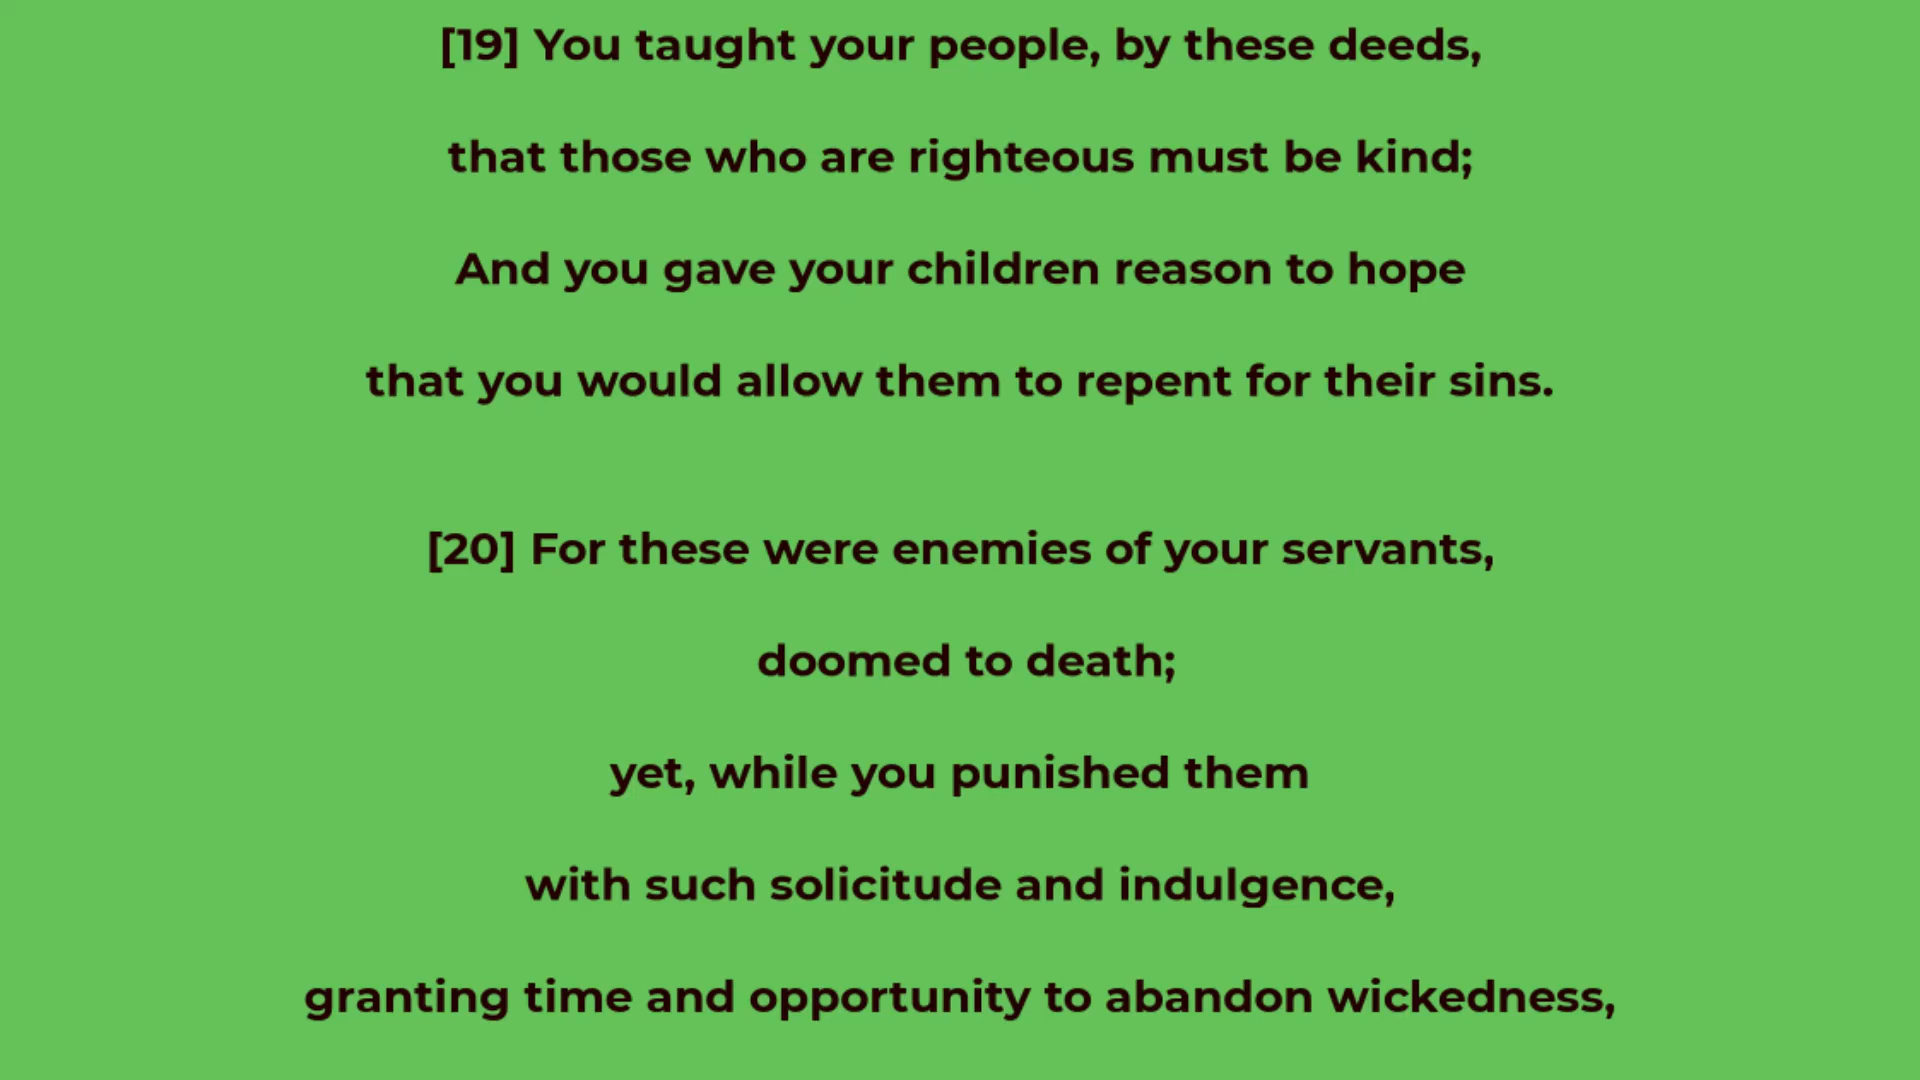 [19] You taught your people, by these deeds,
that those who are righteous must be kind;
And you gave your children reason to hope
that you would allow them to repent for their sins.
[20] For these were enemies of your servants,
doomed to death;
yet, while you punished them
with such solicitude and indulgence,
granting time and opportunity to abandon wickedness,